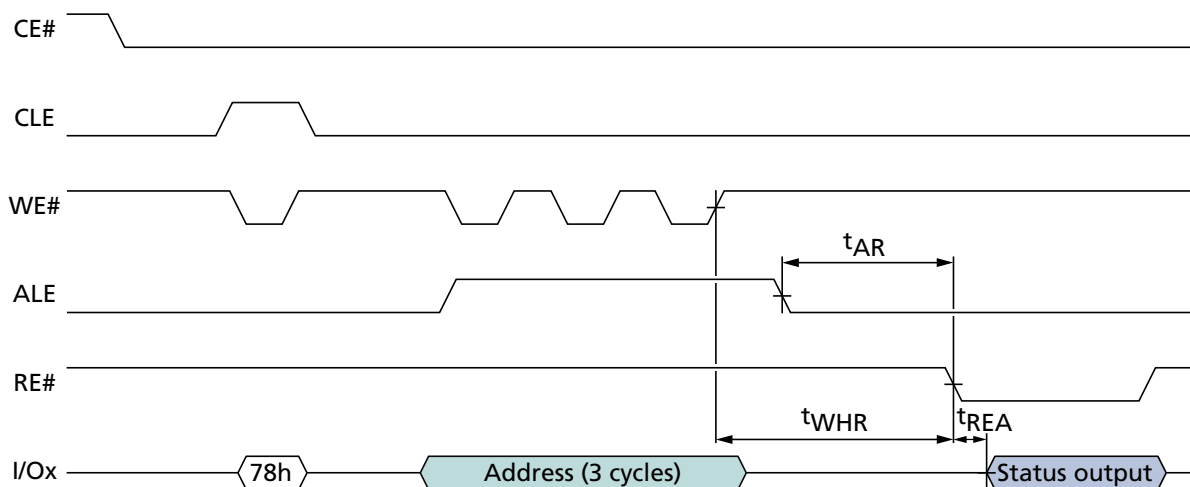 CE#
CLE
WE#
tAR
ALE
RE#
tWHR
tREA
I/Ox
78h
Address (3 cycles)
Status output